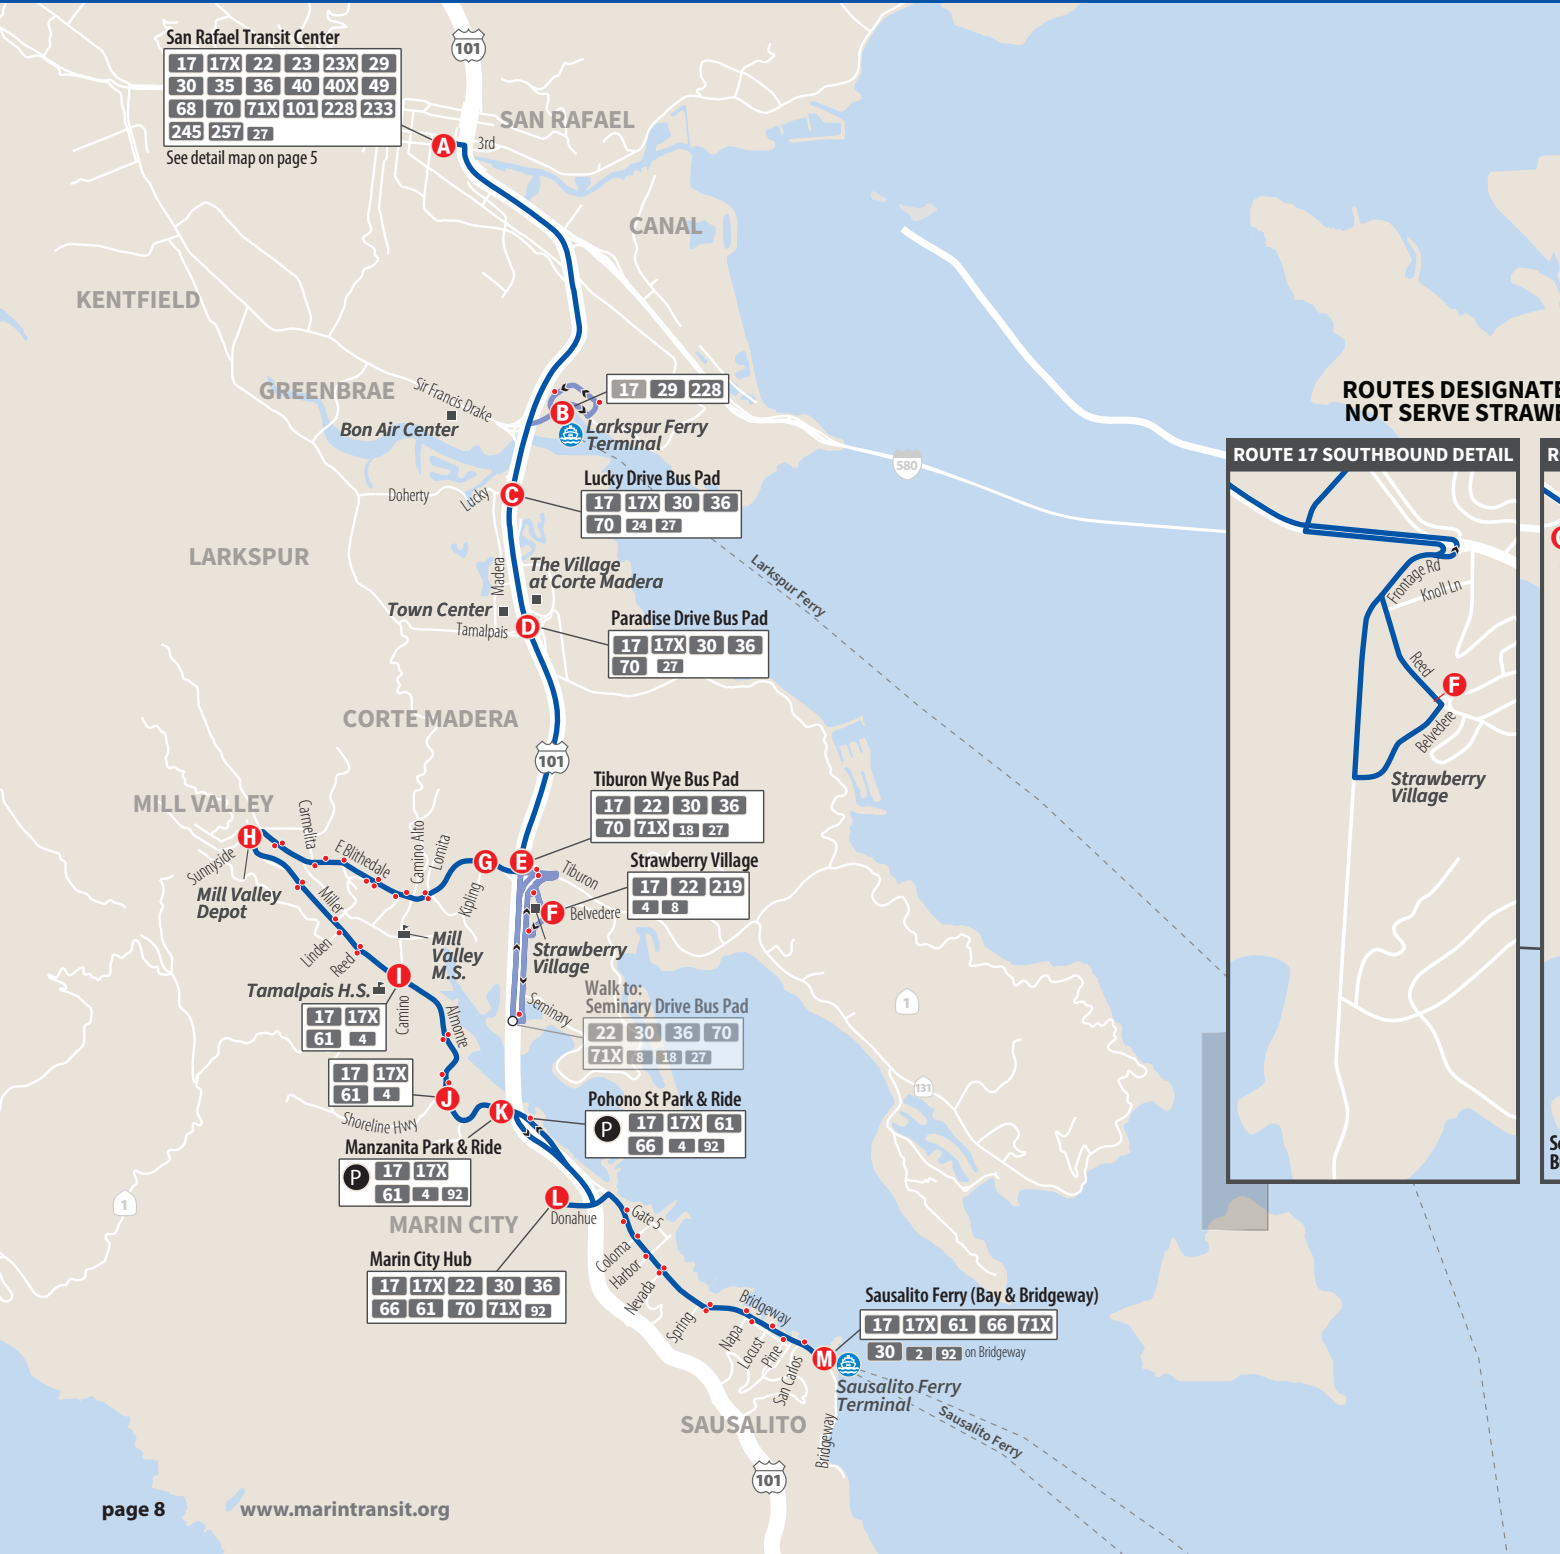 San Rafael Transit Center
17 17X 22 23 23X 29
30 35 36 40 40X 49
68 70 71X 101 228 233
245 257 27
See detail map on page 5
101
A
3rd
SAN RAFAEL
CANAL
KENTFIELD
GREENBRAE
Sir Francis Drake
Bon Air Center
17 29 228
B
Larkspur Ferry
Terminal
580
C
Doherty
Lucky
Lucky Drive Bus Pad
17 17X 30 36
70 24 27
LARKSPUR
Madera
The Village
at Corte Madera
Larkspur Ferry
Town Center
Tamalpais
D
Paradise Drive Bus Pad
17 17X 30 36
70 27
CORTE MADERA
101
Tiburon Wye Bus Pad
17 22 30 36
70 71X 18 27
MILL VALLEY
H
Carmelita
E Blithedale
Camino Alto
Lomita
Sunnyside
Mill Valley
Depot
Miller
Kipling
G
E
Tiburon
Strawberry Village
17 22 219
4 8
F
Belvedere
Strawberry
Village
Linden
Reed
Mill
Valley
M.S.
I
Tamalpais H.S.
17 17X
61 4
Camino
Almonte
Seminary
Walk to:
Seminary Drive Bus Pad
22 30 36 70
71X 8 18 27
1
131
17 17X
61 4
J
Shoreline Hwy
K
Pohono St Park & Ride
P
17 17X 61
66 4 92
Manzanita Park & Ride
P
17 17X
61 4 92
1
MARIN CITY
L
Donahue
Marin City Hub
17 17X 22 30 36
66 61 70 71X 92
Gate 5
Coloma
Harbor
Nevada
Spring
Bridgeway
Napa
Locust
Pine
San Carlos
M
Sausalito Ferry (Bay & Bridgeway)
17 17X 61 66 71X
30 2 92 on Bridgeway
Sausalito Ferry
Terminal
Sausalito Ferry
Bridgeway
SAUSALITO
101
ROUTES DESIGNATE
NOT SERVE STRAWB
ROUTE 17 SOUTHBOUND DETAIL
Frontage Rd
Knoll Ln
Reed
F
Belvedere
Strawberry
Village
page 8
www.marintransit.org